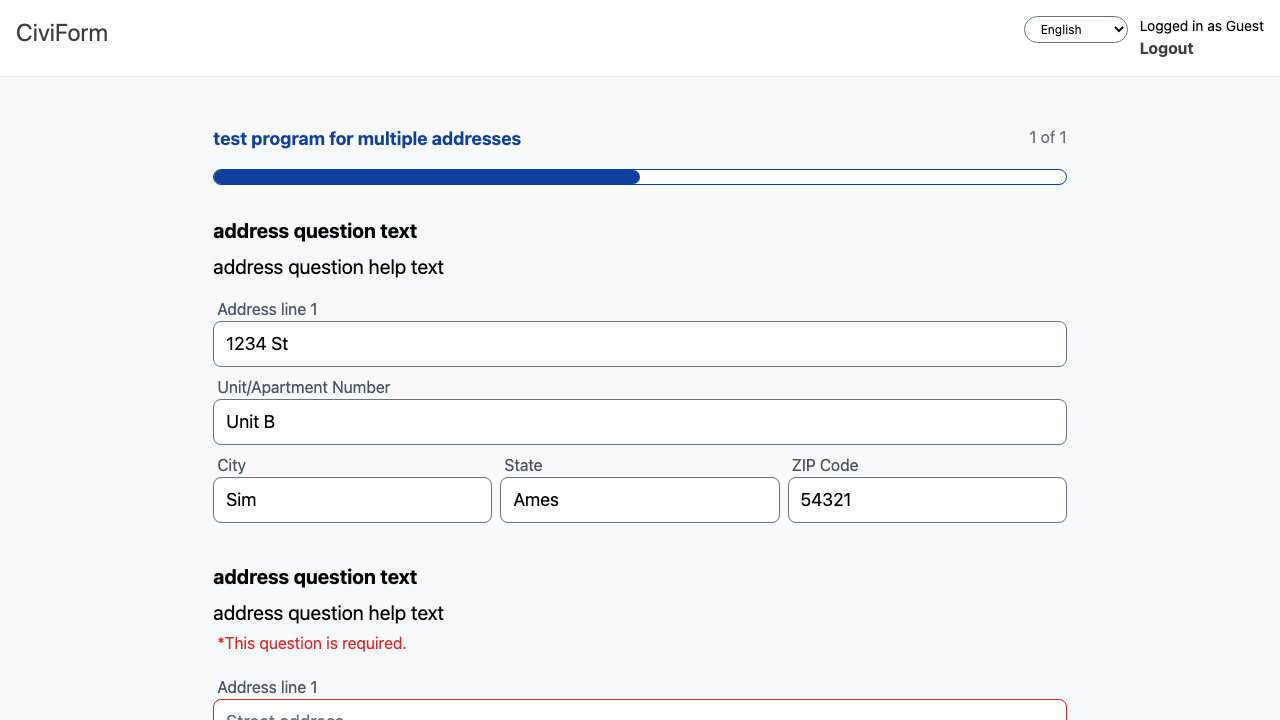 CiviForm
English
Logged in as Guest
Logout
test program for multiple addresses
1 of 1
address question text
address question help text
Address line 1
1234 St
Unit/Apartment Number
Unit B
City State ZIP Code
Sim Ames 54321
address question text
address question help text
*This question is required.
Address line 1
Street address